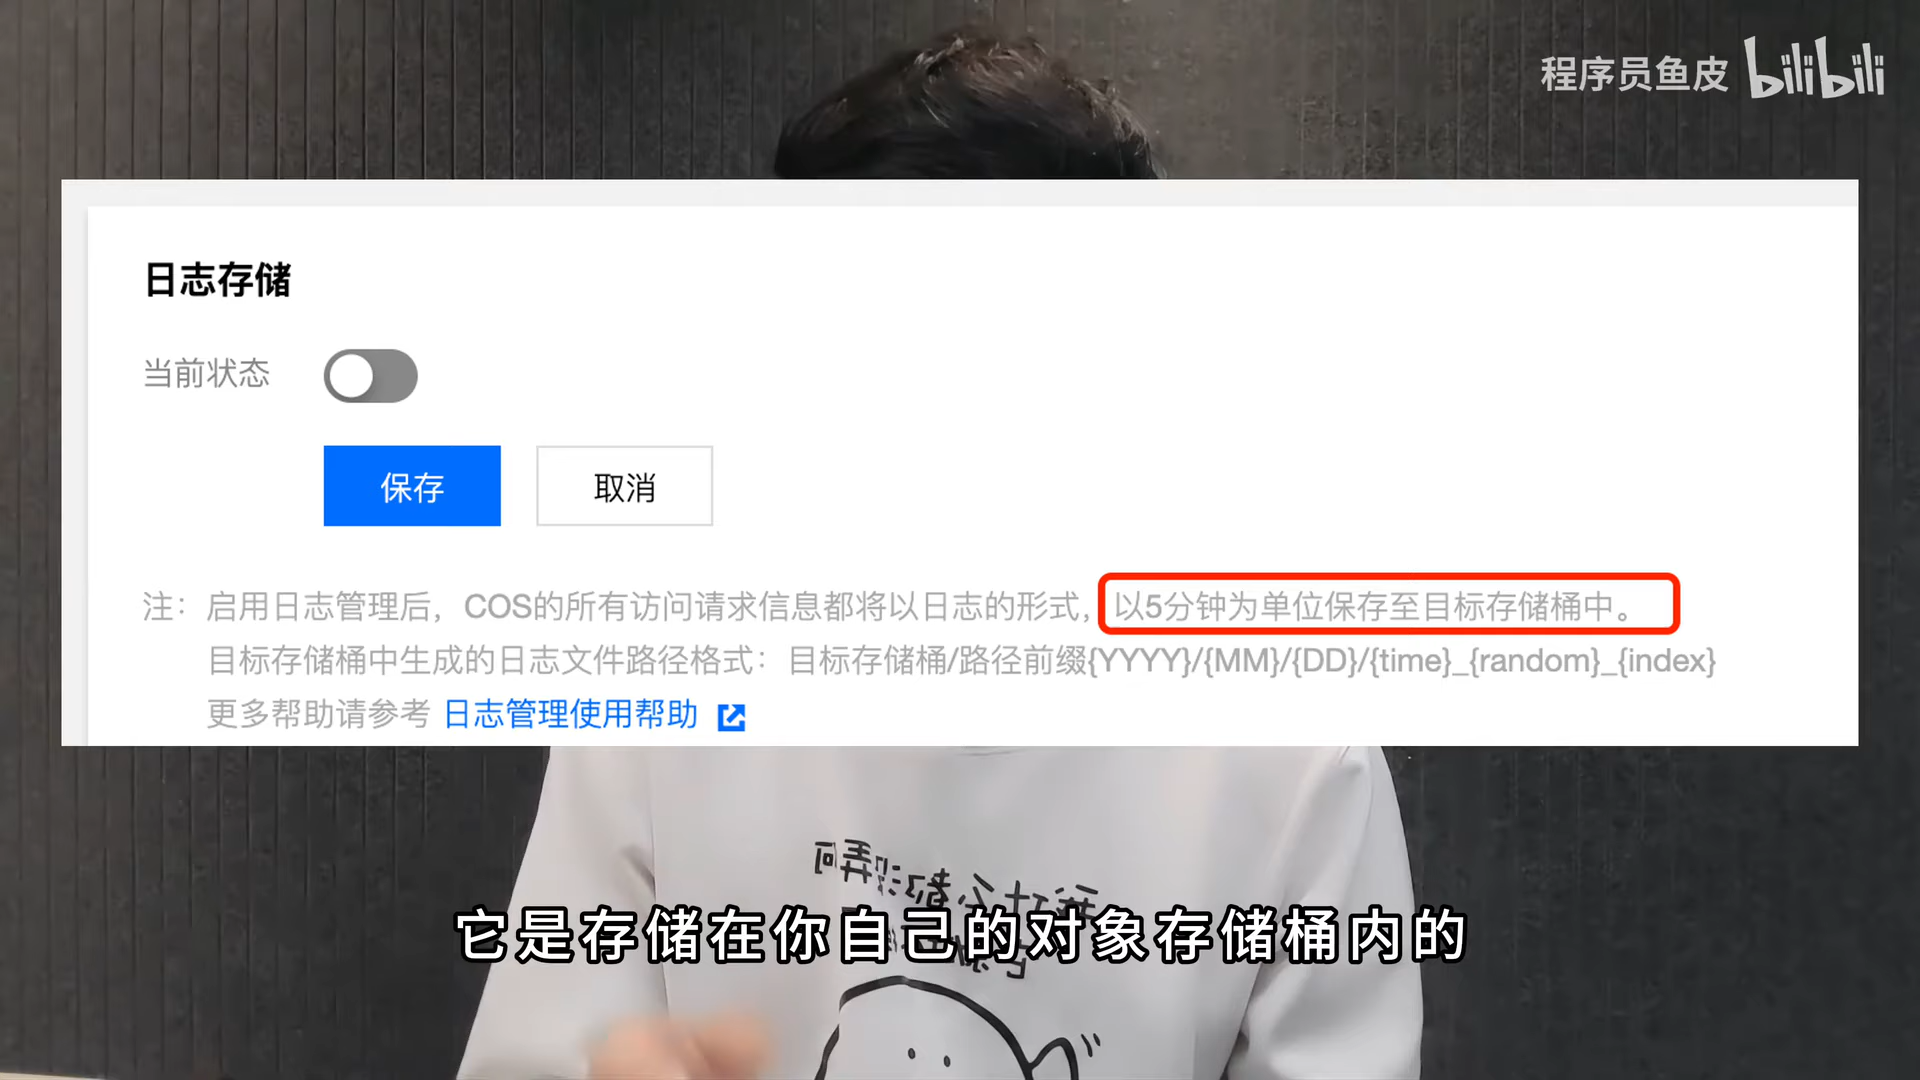 程序员鱼皮 bilibili
日志存储
当前状态
保存 取消
注：启用日志管理后，COS的所有访问请求信息都将以日志的形式，以5分钟为单位保存至目标存储桶中。
目标存储桶中生成的日志文件路径格式：目标存储桶/路径前缀{YYYY}/{MM}/{DD}/{time}_{random}_{index}
更多帮助请参考 日志管理使用帮助
它是存储在你自己的对象存储桶内的